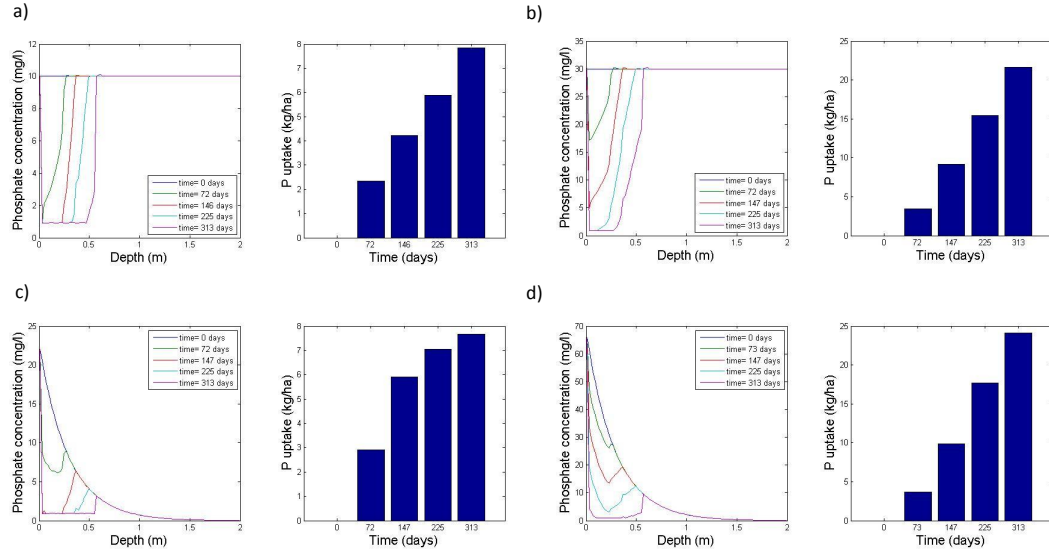 a)
Phosphate concentration (mg/l)
12
10
8
6
4
2
0
time= 0 days
time= 72 days
time= 146 days
time= 225 days
time= 313 days
0 0.5 1 1.5 2
Depth (m)
P uptake (kg/ha)
8
7
6
5
4
3
2
1
0
0 72 146 225 313
Time (days)
b)
Phosphate concentration (mg/l)
35
30
25
20
15
10
5
0
time= 0 days
time= 72 days
time= 147 days
time= 225 days
time= 313 days
0 0.5 1 1.5 2
Depth (m)
P uptake (kg/ha)
25
20
15
10
5
0
0 72 147 225 313
Time (days)
c)
Phosphate concentration (mg/l)
25
20
15
10
5
0
time= 0 days
time= 72 days
time= 147 days
time= 225 days
time= 313 days
0 0.5 1 1.5 2
Depth (m)
P uptake (kg/ha)
8
7
6
5
4
3
2
1
0
0 72 147 225 313
Time (days)
d)
Phosphate concentration (mg/l)
70
60
50
40
30
20
10
0
time= 0 days
time= 73 days
time= 147 days
time= 225 days
time= 313 days
0 0.5 1 1.5 2
Depth (m)
P uptake (kg/ha)
25
20
15
10
5
0
0 73 147 225 313
Time (days)